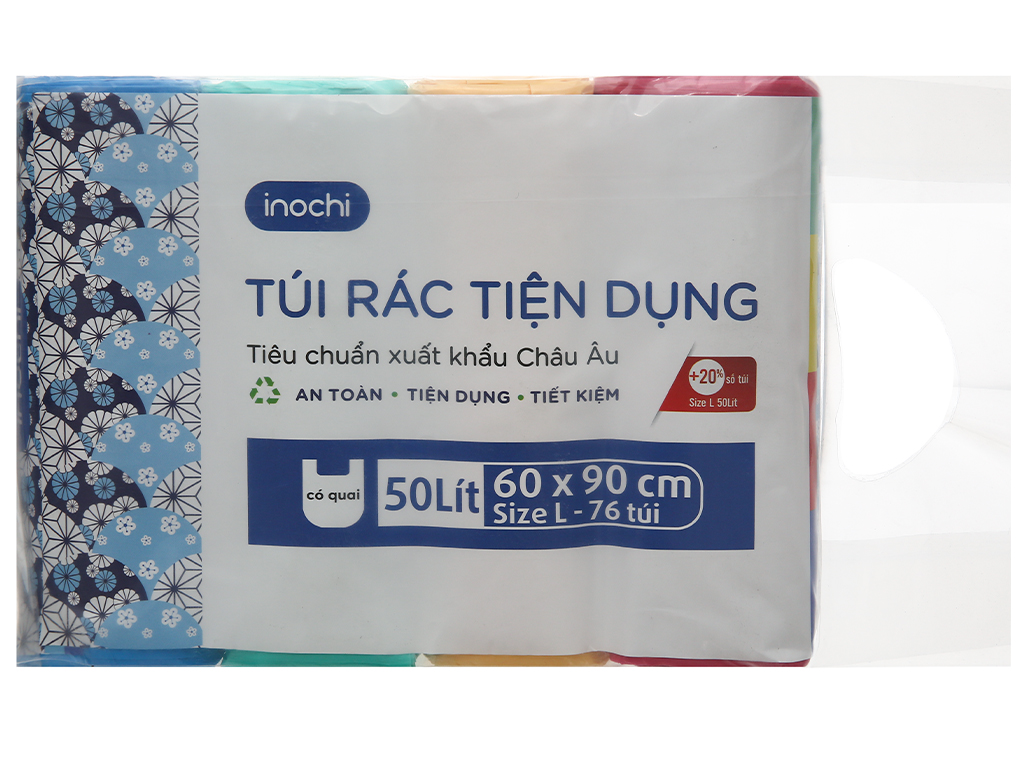 inochi
TÚI RÁC TIỆN DỤNG
Tiêu chuẩn xuất khẩu Châu Âu
AN TOÀN • TIỆN DỤNG • TIẾT KIỆM
+20% số túi
Size L 50Lít
có quai
50Lít
60 x 90 cm
Size L - 76 túi